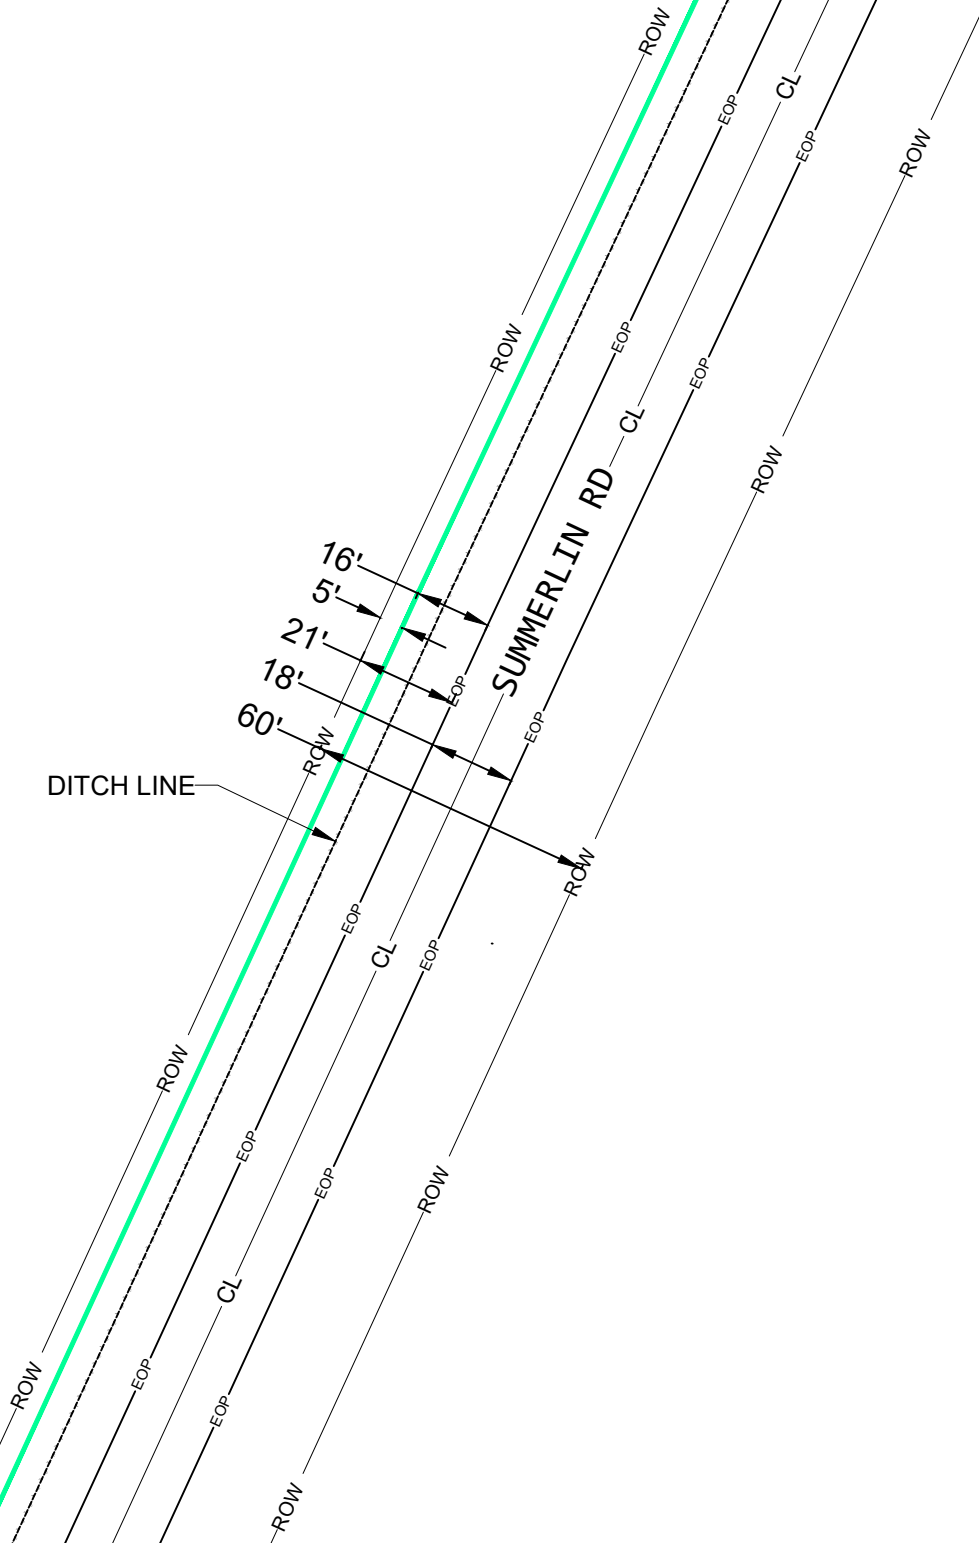 ROW
CL
EOP
EOP
ROW
EOP
ROW
EOP
CL
ROW
SUMMERLIN RD
16'
5'
21'
18'
EOP
60'
EOP
ROW
DITCH LINE
ROW
EOP
CL
EOP
ROW
EOP
EOP
ROW
CL
EOP
ROW
EOP
ROW